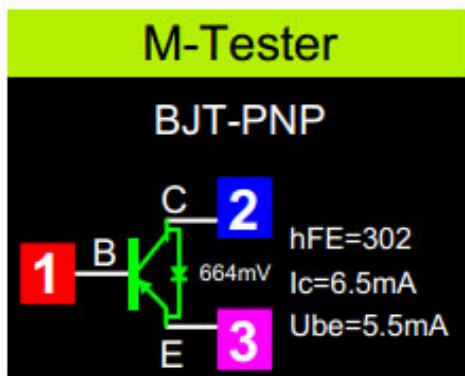 M-Tester
BJT-PNP
C
2
hFE=302
1
B
664mV
Ic=6.5mA
Ube=5.5mA
E
3